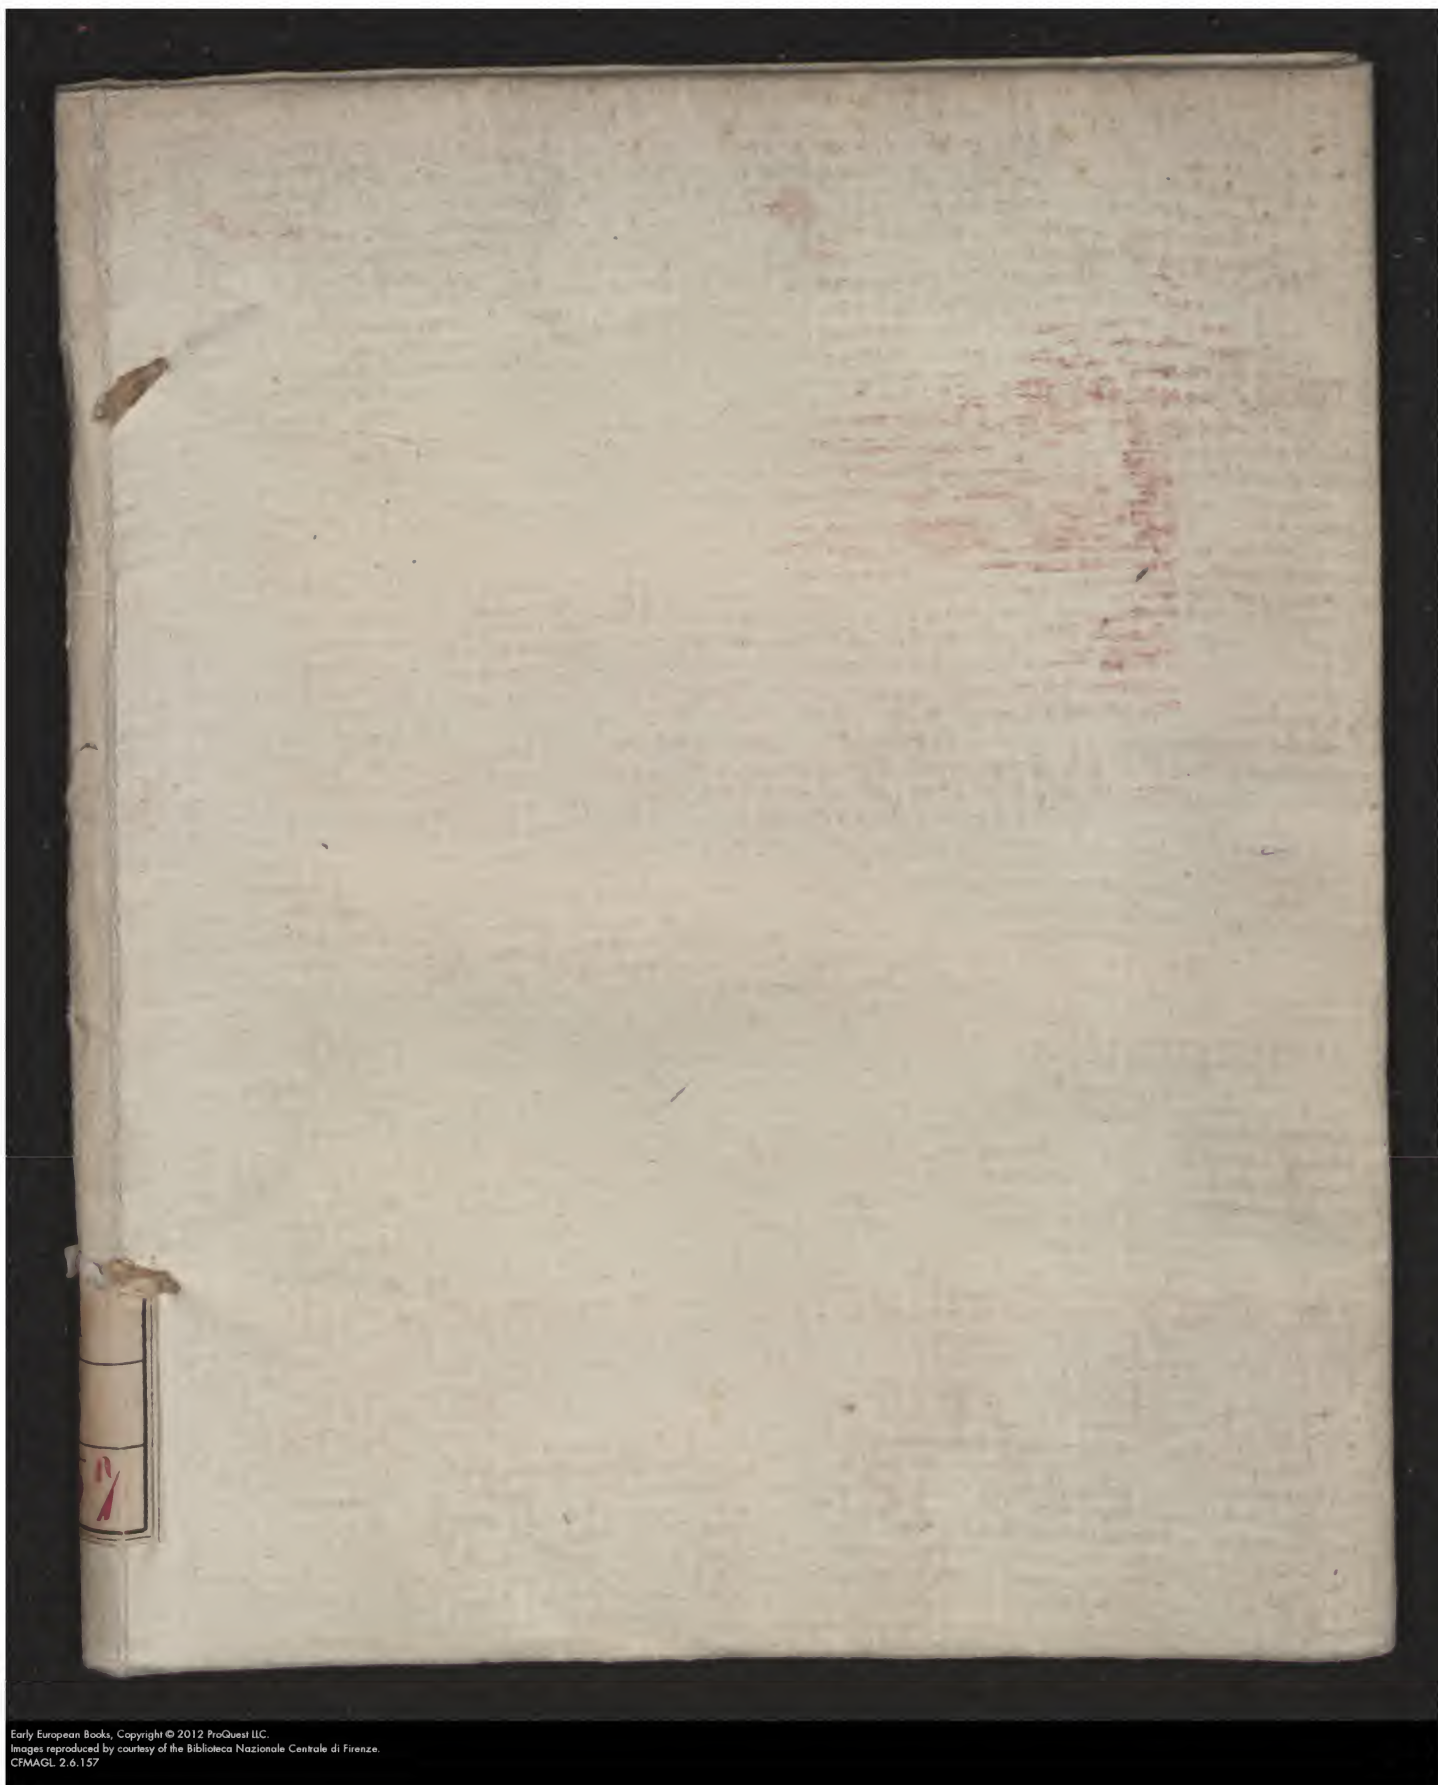 Early European Books, Copyright © 2012 ProQuest LLC.
Images reproduced by courtesy of the Biblioteca Nazionale Centrale di Firenze.
CFMAGL. 2.6.157